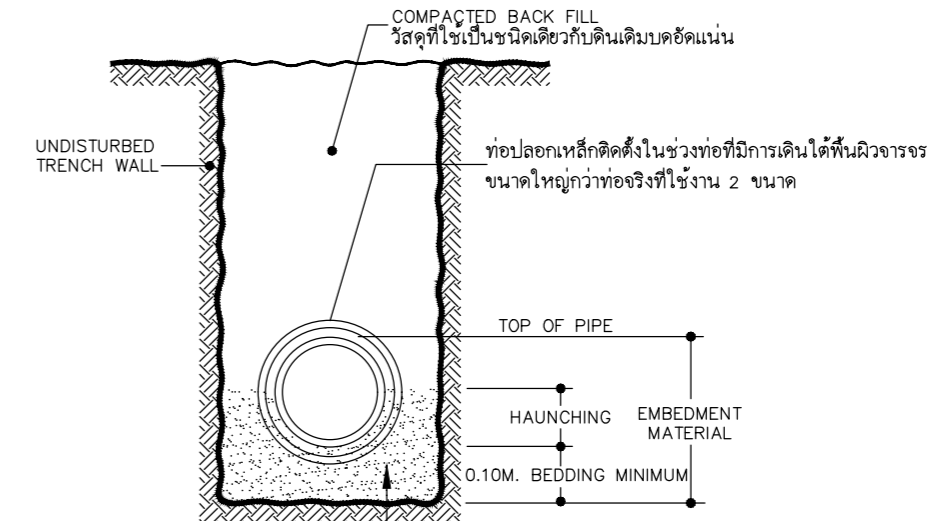 COMPACTED BACK FILL
วัสดุที่ใช้เป็นชนิดเดียวกับดินเดิมบดอัดแน่น
UNDISTURBED
TRENCH WALL
ท่อปลอกเหล็กติดตั้งในช่วงท่อที่มีการเดินใต้พื้นผิวจารจร
ขนาดใหญ่กว่าท่อจริงที่ใช้งาน 2 ขนาด
TOP OF PIPE
HAUNCHING
EMBEDMENT
MATERIAL
0.10M. BEDDING MINIMUM